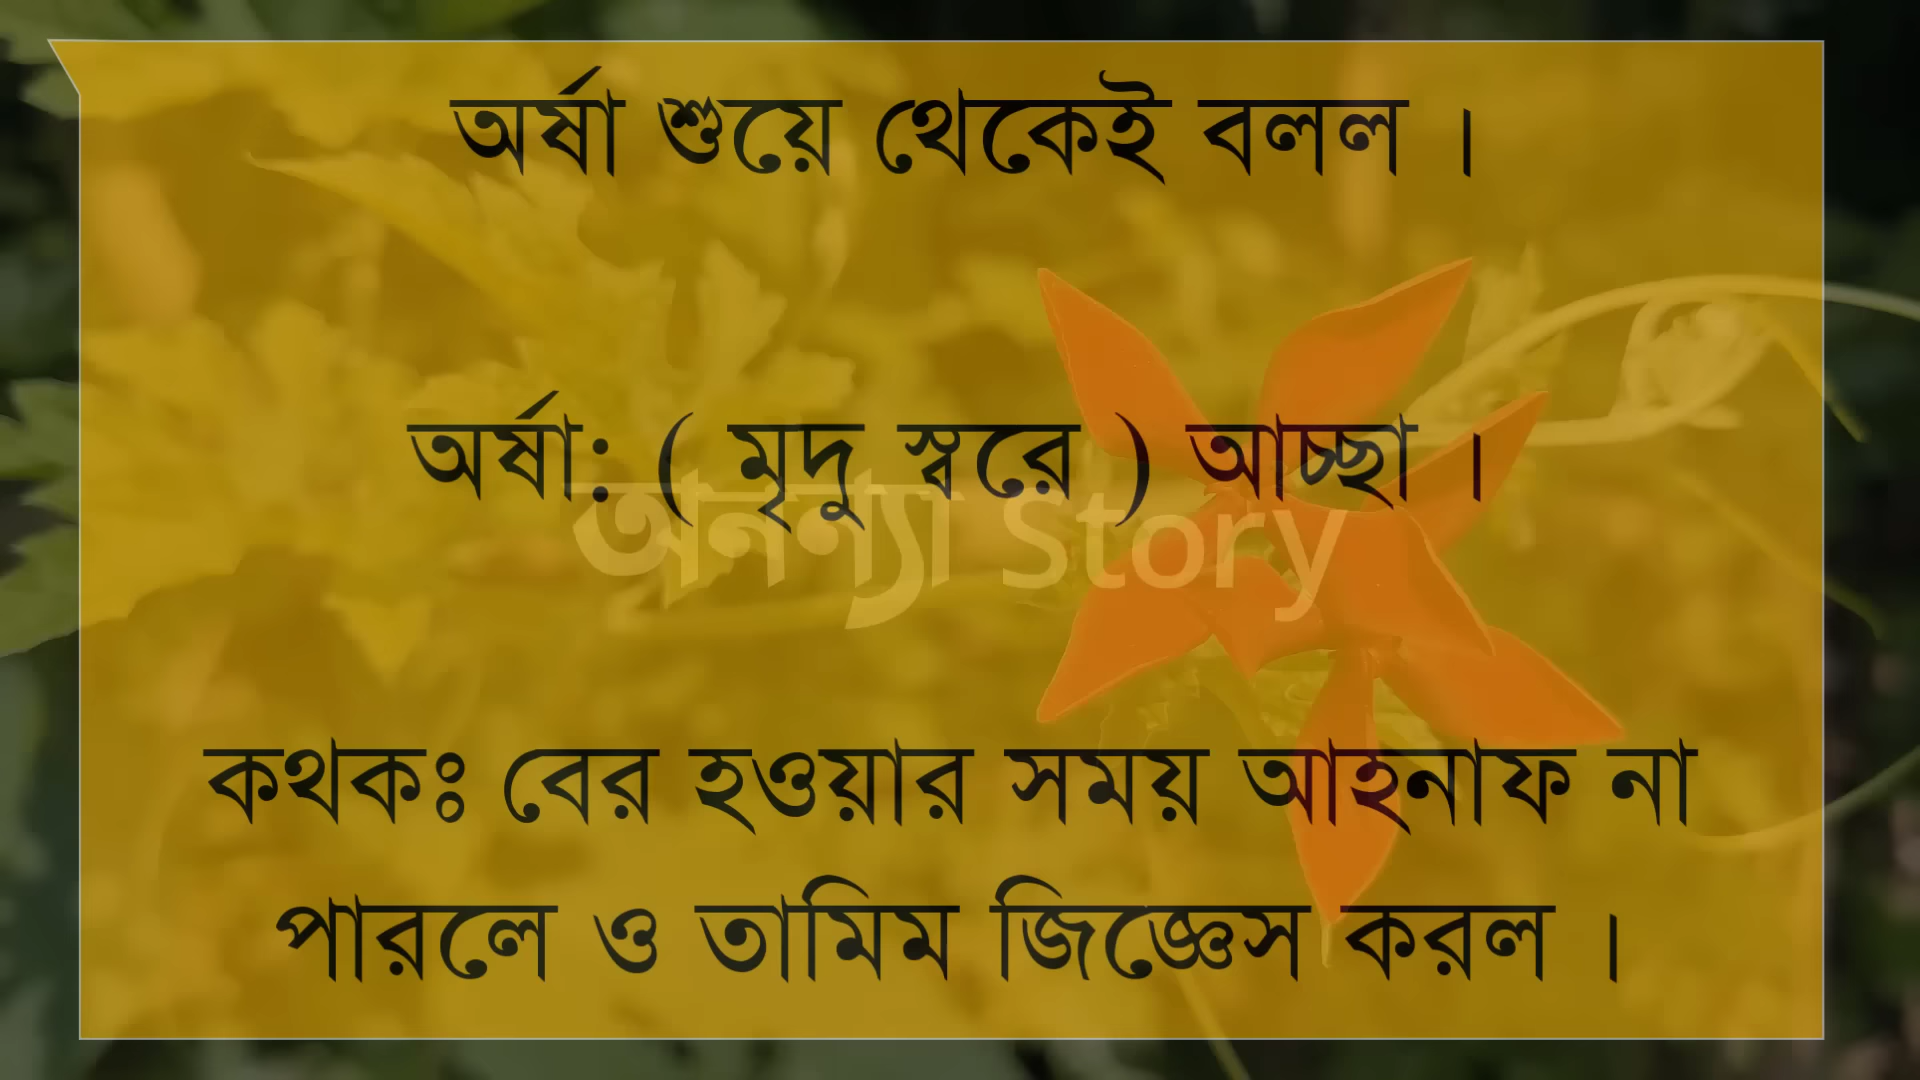 অর্ষা শুয়ে থেকেই বলল ।
অর্ষা: ( মৃদু স্বরে ) আচ্ছা ।
অনন্যা Story
কথকঃ বের হওয়ার সময় আহনাফ না
পারলে ও তামিম জিজ্ঞেস করল ।